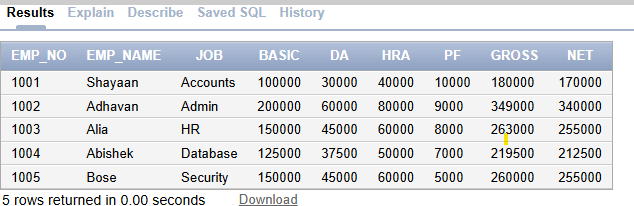 Results Explain Describe Saved SQL History
EMP_NO EMP_NAME JOB BASIC DA HRA PF GROSS NET
1001 Shayaan Accounts 100000 30000 40000 10000 180000 170000
1002 Adhavan Admin 200000 60000 80000 9000 349000 340000
1003 Alia HR 150000 45000 60000 8000 263000 255000
1004 Abishek Database 125000 37500 50000 7000 219500 212500
1005 Bose Security 150000 45000 60000 5000 260000 255000
5 rows returned in 0.00 seconds Download